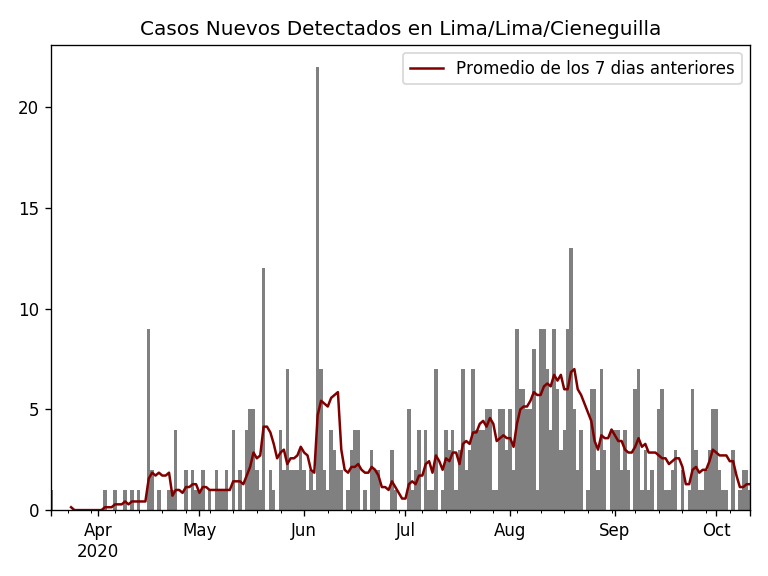 Casos Nuevos Detectados en Lima/Lima/Cieneguilla
Promedio de los 7 dias anteriores
20
15
10
5
0
Apr May Jun Jul Aug Sep Oct
2020